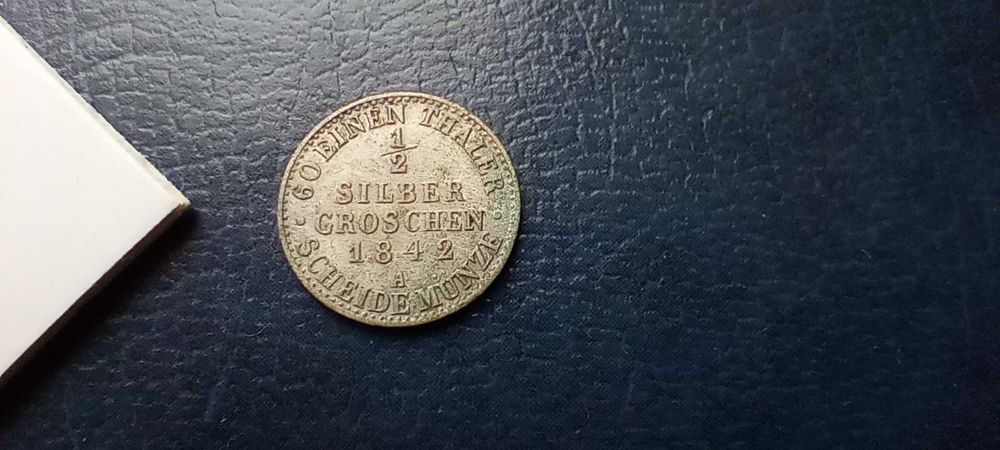 60 EINEN THALER
1/2
SILBER
GROSCHEN
1842
A
SCHEIDE MÜNZE